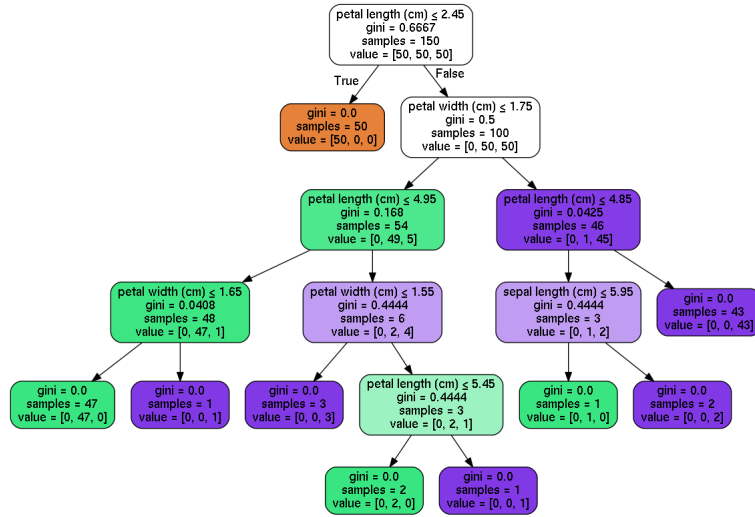 petal length (cm) ≤ 2.45
gini = 0.6667
samples = 150
value = [50, 50, 50]
True
False
gini = 0.0
samples = 50
value = [50, 0, 0]
petal width (cm) ≤ 1.75
gini = 0.5
samples = 100
value = [0, 50, 50]
petal length (cm) ≤ 4.95
gini = 0.168
samples = 54
value = [0, 49, 5]
petal length (cm) ≤ 4.85
gini = 0.0425
samples = 46
value = [0, 1, 45]
petal width (cm) ≤ 1.65
gini = 0.0408
samples = 48
value = [0, 47, 1]
petal width (cm) ≤ 1.55
gini = 0.4444
samples = 6
value = [0, 2, 4]
sepal length (cm) ≤ 5.95
gini = 0.4444
samples = 3
value = [0, 1, 2]
gini = 0.0
samples = 43
value = [0, 0, 43]
gini = 0.0
samples = 47
value = [0, 47, 0]
gini = 0.0
samples = 1
value = [0, 0, 1]
gini = 0.0
samples = 3
value = [0, 0, 3]
petal length (cm) ≤ 5.45
gini = 0.4444
samples = 3
value = [0, 2, 1]
gini = 0.0
samples = 1
value = [0, 1, 0]
gini = 0.0
samples = 2
value = [0, 0, 2]
gini = 0.0
samples = 2
value = [0, 2, 0]
gini = 0.0
samples = 1
value = [0, 0, 1]